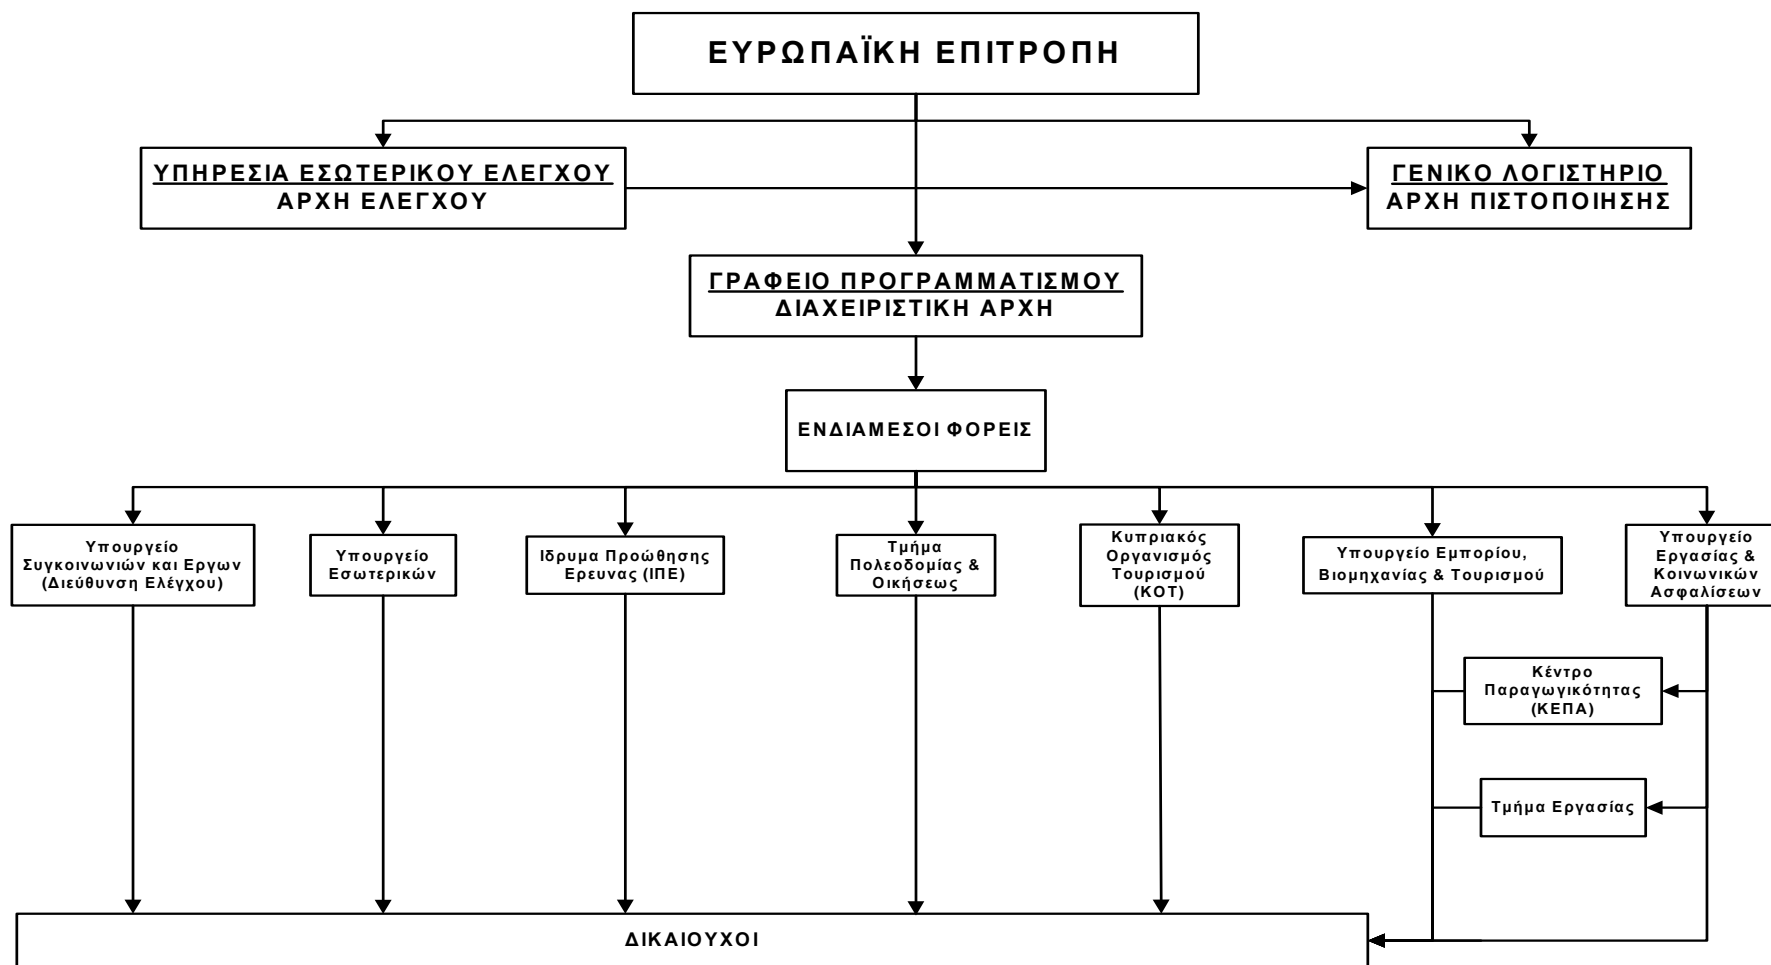 ΕΥΡΩΠΑΪΚΗ ΕΠΙΤΡΟΠΗ
ΥΠΗΡΕΣΙΑ ΕΣΩΤΕΡΙΚΟΥ ΕΛΕΓΧΟΥ
ΑΡΧΗ ΕΛΕΓΧΟΥ
ΓΕΝΙΚΟ ΛΟΓΙΣΤΗΡΙΟ
ΑΡΧΗ ΠΙΣΤΟΠΟΙΗΣΗΣ
ΓΡΑΦΕΙΟ ΠΡΟΓΡΑΜΜΑΤΙΣΜΟΥ
ΔΙΑΧΕΙΡΙΣΤΙΚΗ ΑΡΧΗ
ΕΝΔΙΑΜΕΣΟΙ ΦΟΡΕΙΣ
Υπουργείο
Συγκοινωνιών και Εργων
(Διεύθυνση Ελέγχου)
Υπουργείο
Εσωτερικών
Ιδρυμα Προώθησης
Ερευνας (ΙΠΕ)
Τμήμα
Πολεοδομίας &
Οικήσεως
Κυπριακός
Οργανισμός
Τουρισμού
(ΚΟΤ)
Υπουργείο Εμπορίου,
Βιομηχανίας & Τουρισμού
Υπουργείο
Εργασίας &
Κοινωνικών
Ασφαλίσεων
Κέντρο
Παραγωγικότητας
(ΚΕΠΑ)
Τμήμα Εργασίας
ΔΙΚΑΙΟΥΧΟΙ